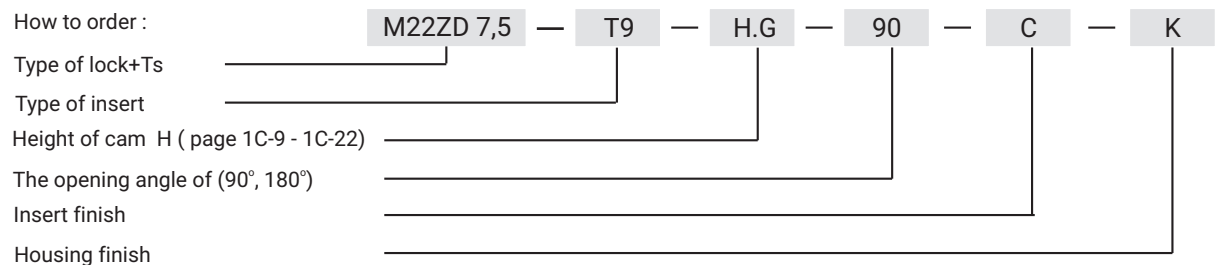 How to order : M22ZD 7,5 — T9 — H.G — 90 — C — K
Type of lock+Ts
Type of insert
Height of cam H ( page 1C-9 - 1C-22)
The opening angle of (90°, 180°)
Insert finish
Housing finish